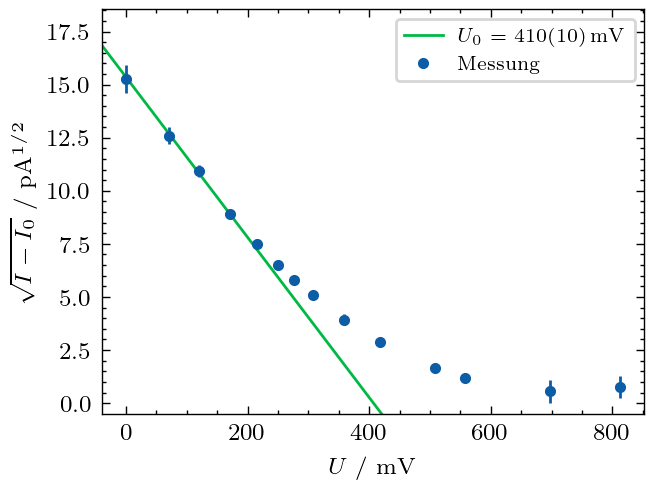 17.5
15.0
12.5
10.0
7.5
5.0
2.5
0.0
√I − I₀ / pA^1/2
U₀ = 410(10) mV
Messung
0 200 400 600 800
U / mV